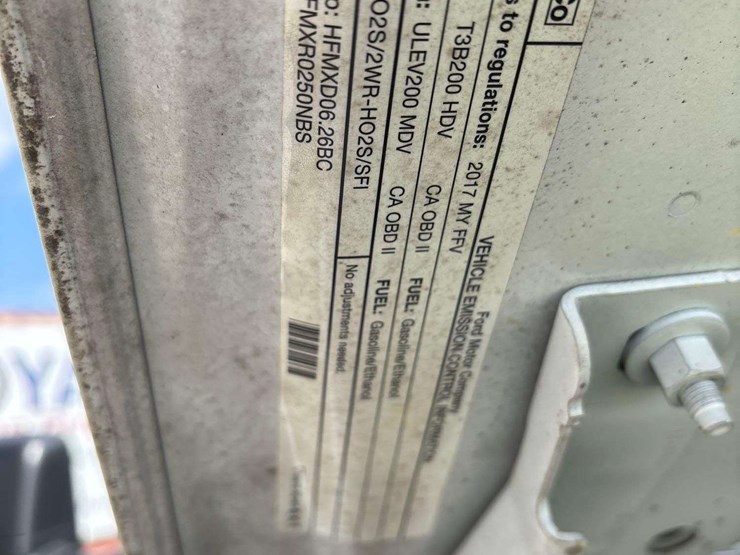 Ford Motor Company
VEHICLE EMISSION CONTROL INFORMATION
s to regulations: 2017 MY FFV
T3B200 HDV CA OBD II FUEL: Gasoline/Ethanol
: ULEV200 MDV CA OBD II FUEL: Gasoline/Ethanol
O2S/2WR-HO2S/SFI No adjustments needed.
o: HFMXD06.26BC
FMXR0250NBS